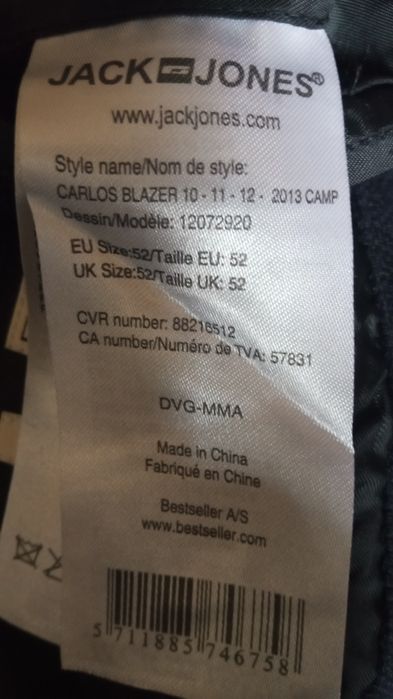 JACK JONES®
www.jackjones.com
Style name/Nom de style:
CARLOS BLAZER 10 - 11 - 12 - 2013 CAMP
Dessin/Modèle: 12072920
EU Size:52/Taille EU: 52
UK Size:52/Taille UK: 52
CVR number: 88216512
CA number/Numéro de TVA: 57831
DVG-MMA
Made in China
Fabriqué en Chine
Bestseller A/S
www.bestseller.com
5 711885 746758